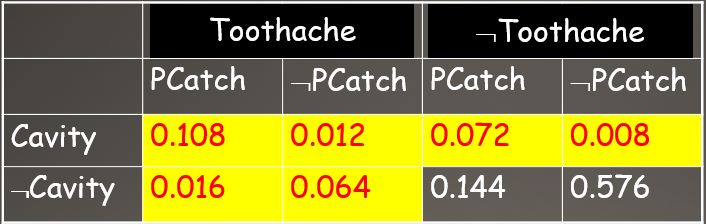 Toothache ¬Toothache
PCatch ¬PCatch PCatch ¬PCatch
Cavity 0.108 0.012 0.072 0.008
¬Cavity 0.016 0.064 0.144 0.576